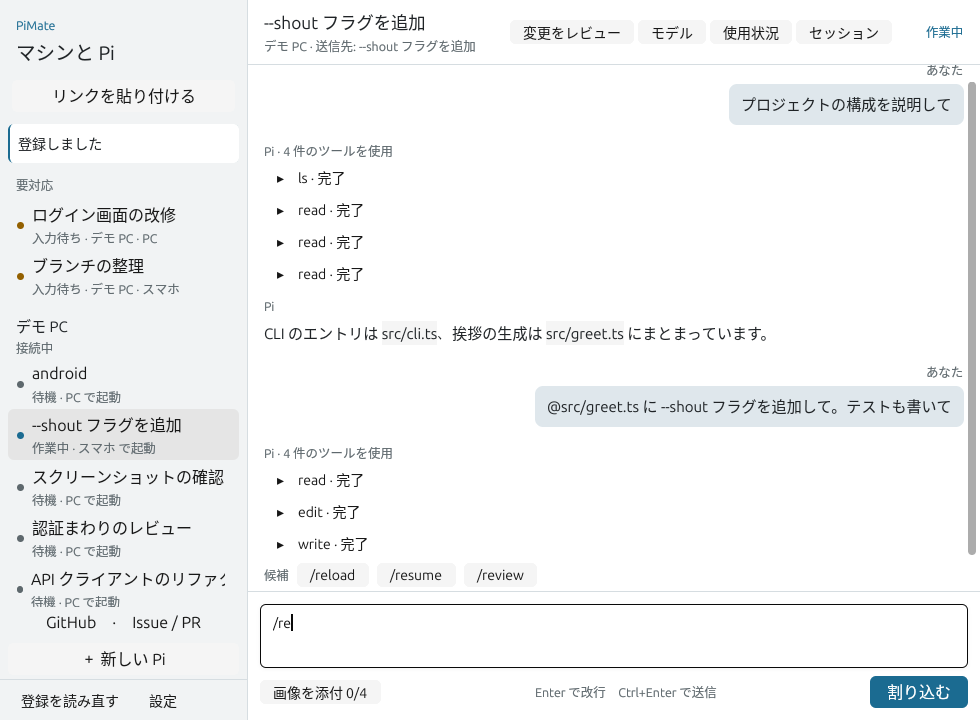 PiMate
マシンと Pi
リンクを貼り付ける
登録しました
要対応
ログイン画面の改修
入力待ち · デモ PC · PC
ブランチの整理
入力待ち · デモ PC · スマホ
デモ PC
接続中
android
待機 · PC で起動
--shout フラグを追加
作業中 · スマホ で起動
スクリーンショットの確認
待機 · PC で起動
認証まわりのレビュー
待機 · PC で起動
API クライアントのリファク
待機 · PC で起動
GitHub · Issue / PR
+ 新しい Pi
登録を読み直す 設定
--shout フラグを追加
デモ PC · 送信先: --shout フラグを追加
変更をレビュー モデル 使用状況 セッション 作業中
あなた
プロジェクトの構成を説明して
Pi · 4 件のツールを使用
▸ ls · 完了
▸ read · 完了
▸ read · 完了
▸ read · 完了
Pi
CLI のエントリは src/cli.ts、挨拶の生成は src/greet.ts にまとまっています。
あなた
@src/greet.ts に --shout フラグを追加して。テストも書いて
Pi · 4 件のツールを使用
▸ read · 完了
▸ edit · 完了
▸ write · 完了
候補 /reload /resume /review
/re
画像を添付 0/4 Enter で改行 Ctrl+Enter で送信 割り込む